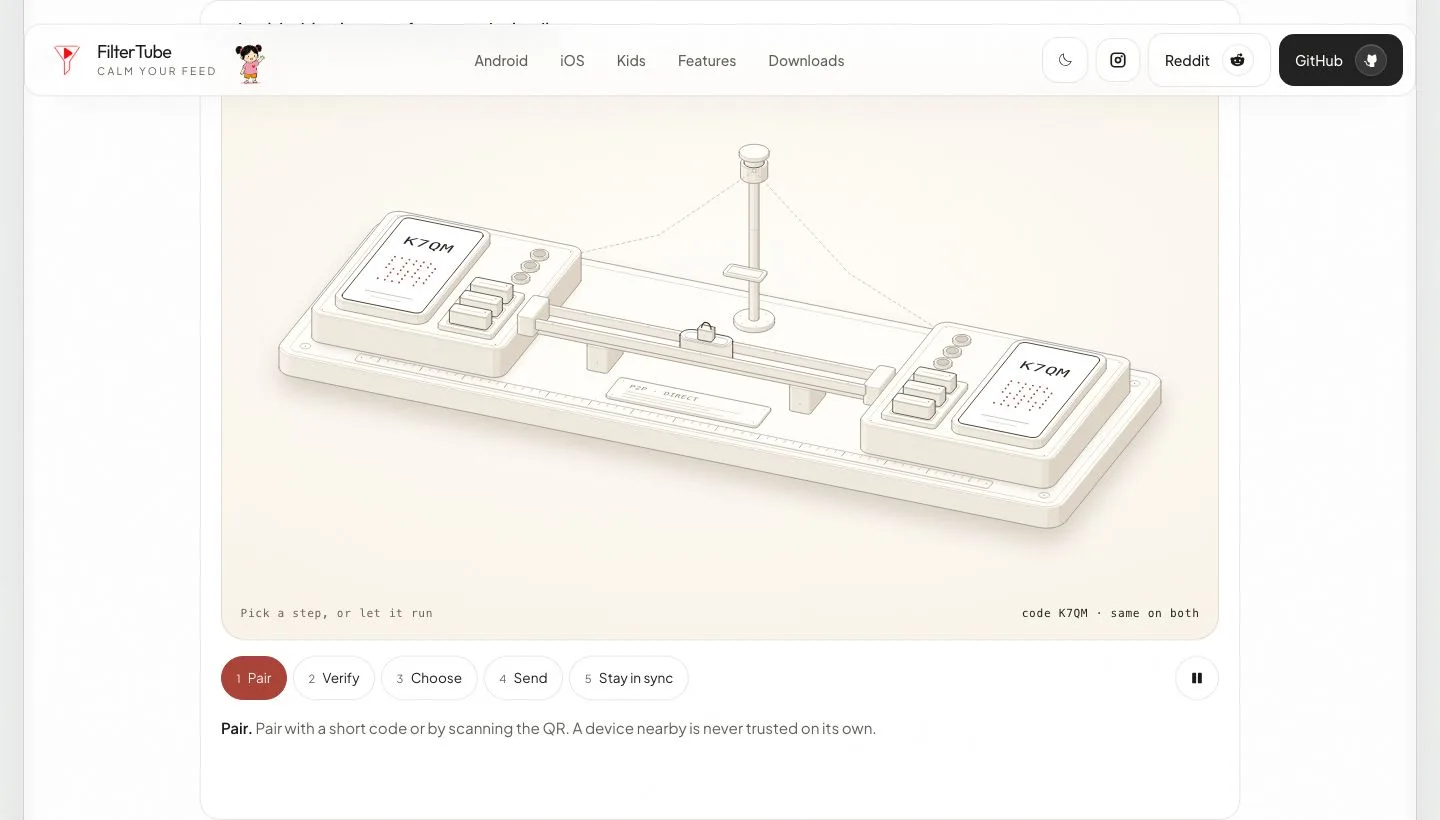 FilterTube
CALM YOUR FEED
Android
iOS
Kids
Features
Downloads
Reddit
GitHub
K7QM
P2P · DIRECT
K7QM
Pick a step, or let it run
code K7QM · same on both
1 Pair
2 Verify
3 Choose
4 Send
5 Stay in sync
Pair. Pair with a short code or by scanning the QR. A device nearby is never trusted on its own.